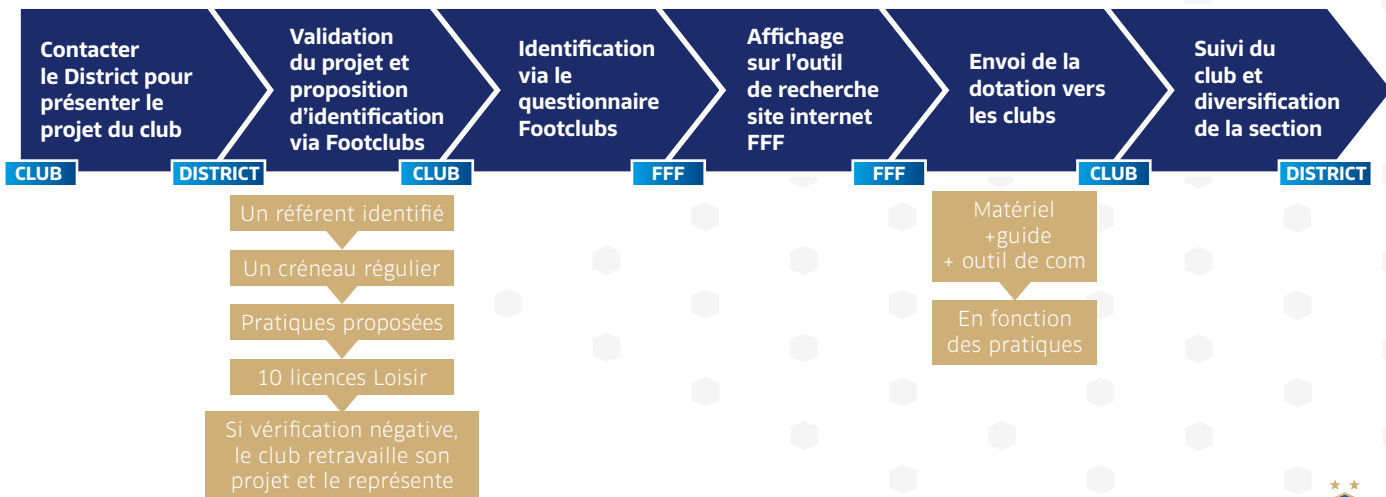 Contacter
le District pour
présenter le
projet du club
Validation
du projet et
proposition
d'identification
via Footclubs
Identification
via le
questionnaire
Footclubs
Affichage
sur l'outil
de recherche
site internet
FFF
Envoi de la
dotation vers
les clubs
Suivi du
club et
diversification
de la section
CLUB
DISTRICT
CLUB
FFF
FFF
CLUB
DISTRICT
Un référent identifié
Un créneau régulier
Pratiques proposées
10 licences Loisir
Si vérification négative,
le club retravaille son
projet et le représente
Matériel
+guide
+ outil de com
En fonction
des pratiques